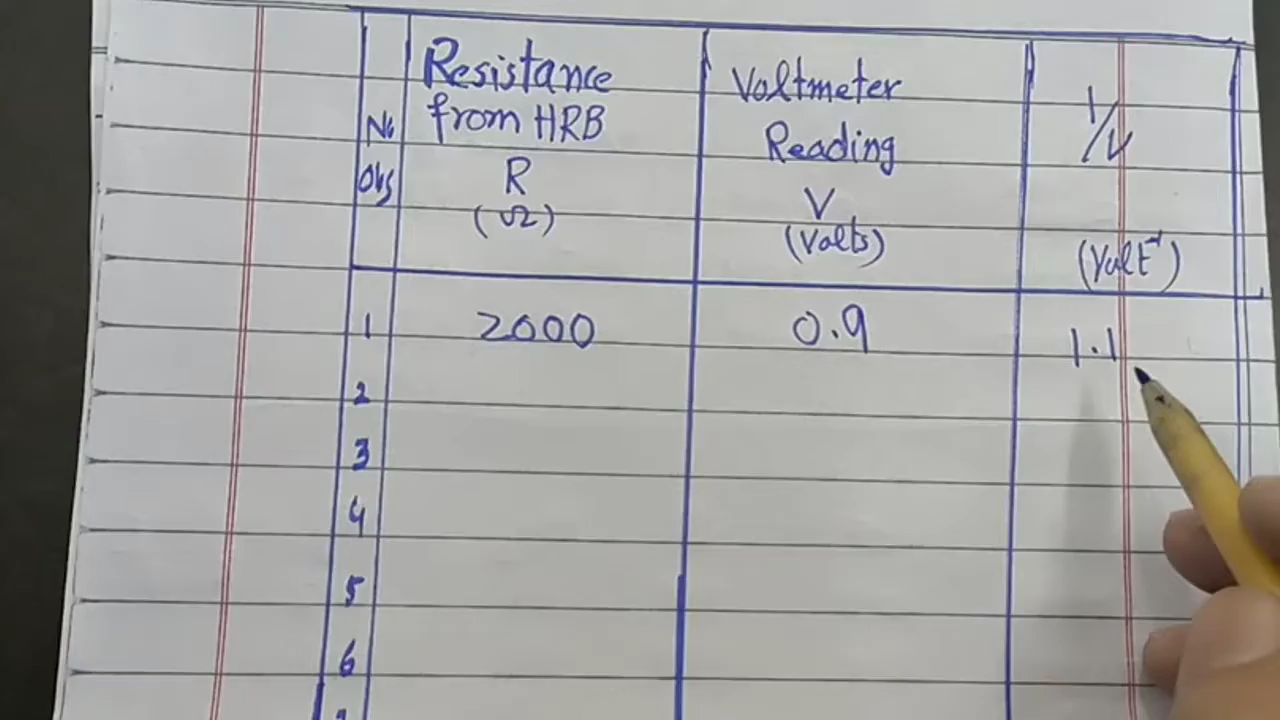 No Obs
Resistance
from HRB
R
(Ω)
Voltmeter
Reading
V
(Volts)
1/V
(Volt⁻¹)
1 2000 0.9 1.1
2
3
4
5
6